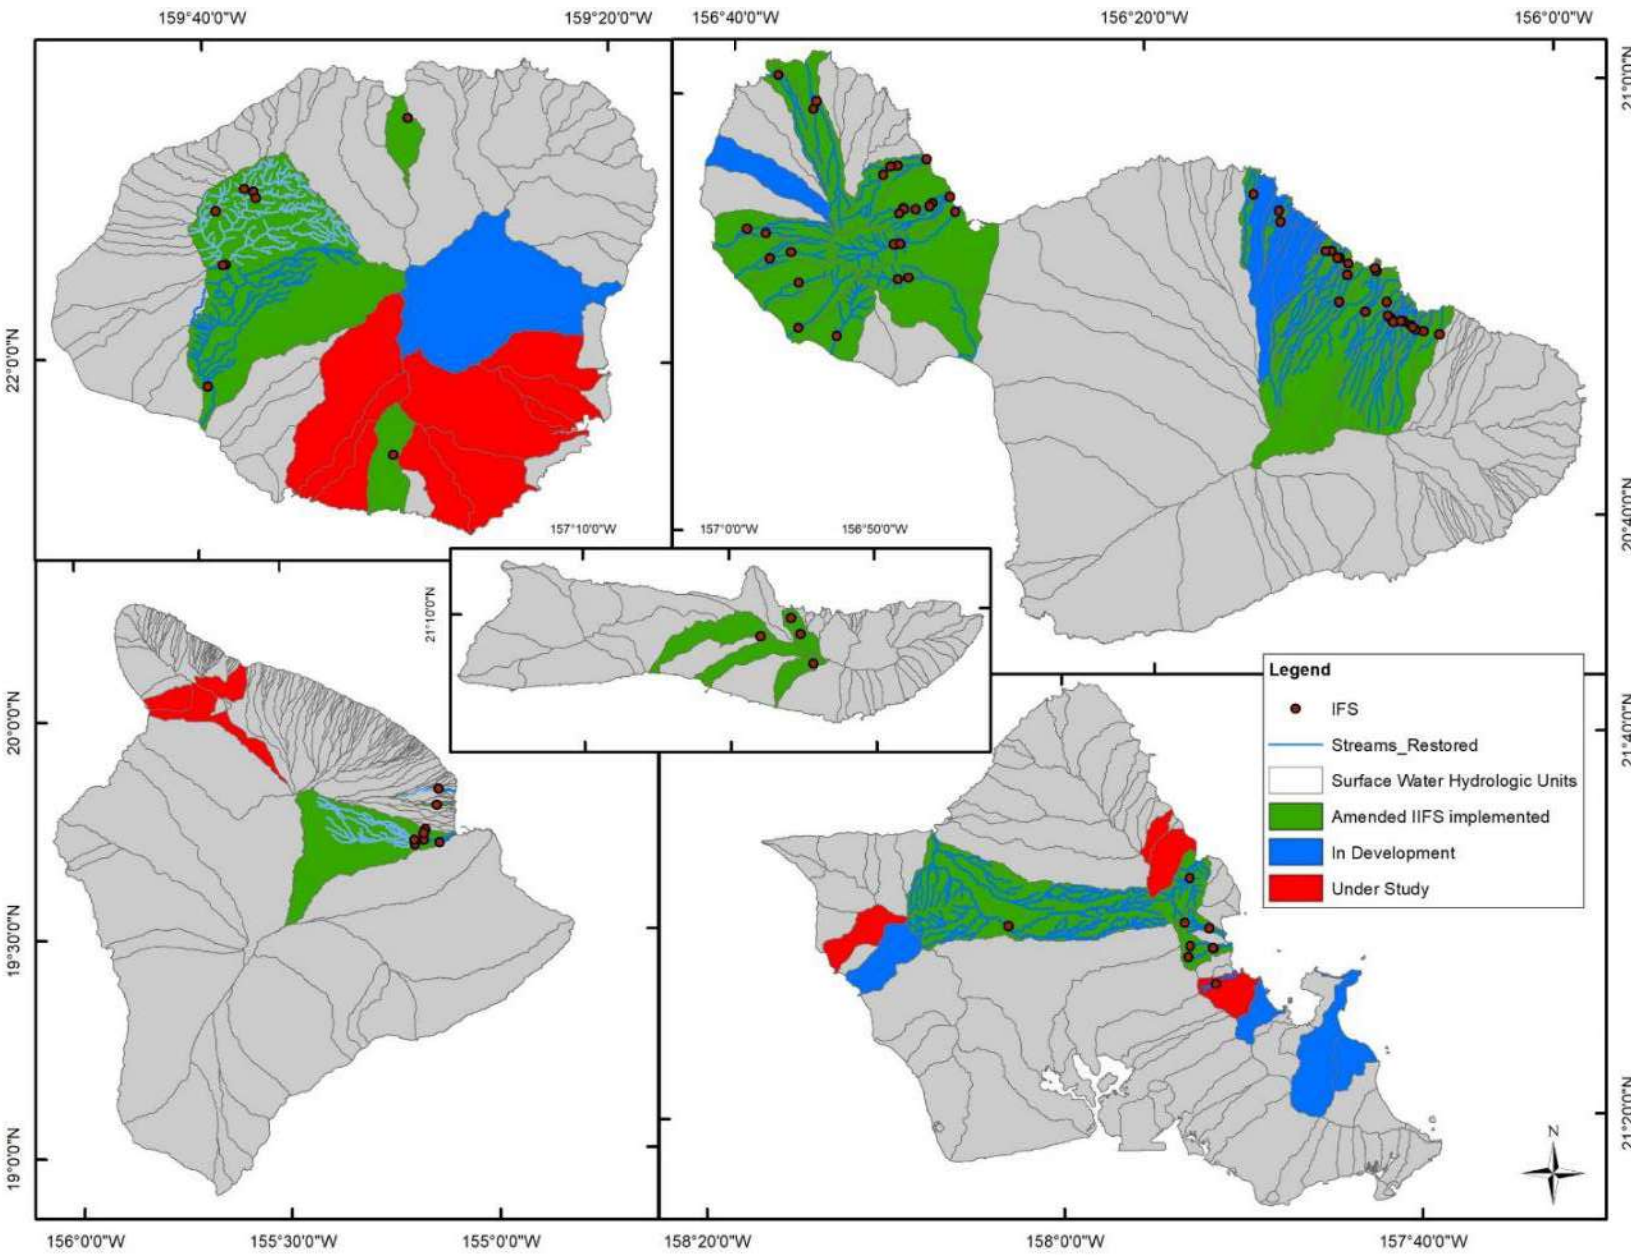 159°40'0"W
159°20'0"W
156°40'0"W
156°20'0"W
156°0'0"W
21°0'0"N
22°0'0"N
20°40'0"N
157°10'0"W
157°0'0"W
156°50'0"W
21°10'0"N
20°0'0"N
19°30'0"N
19°0'0"N
21°40'0"N
21°20'0"N
Legend
IFS
Streams_Restored
Surface Water Hydrologic Units
Amended IIFS implemented
In Development
Under Study
N
156°0'0"W
155°30'0"W
155°0'0"W
158°20'0"W
158°0'0"W
157°40'0"W